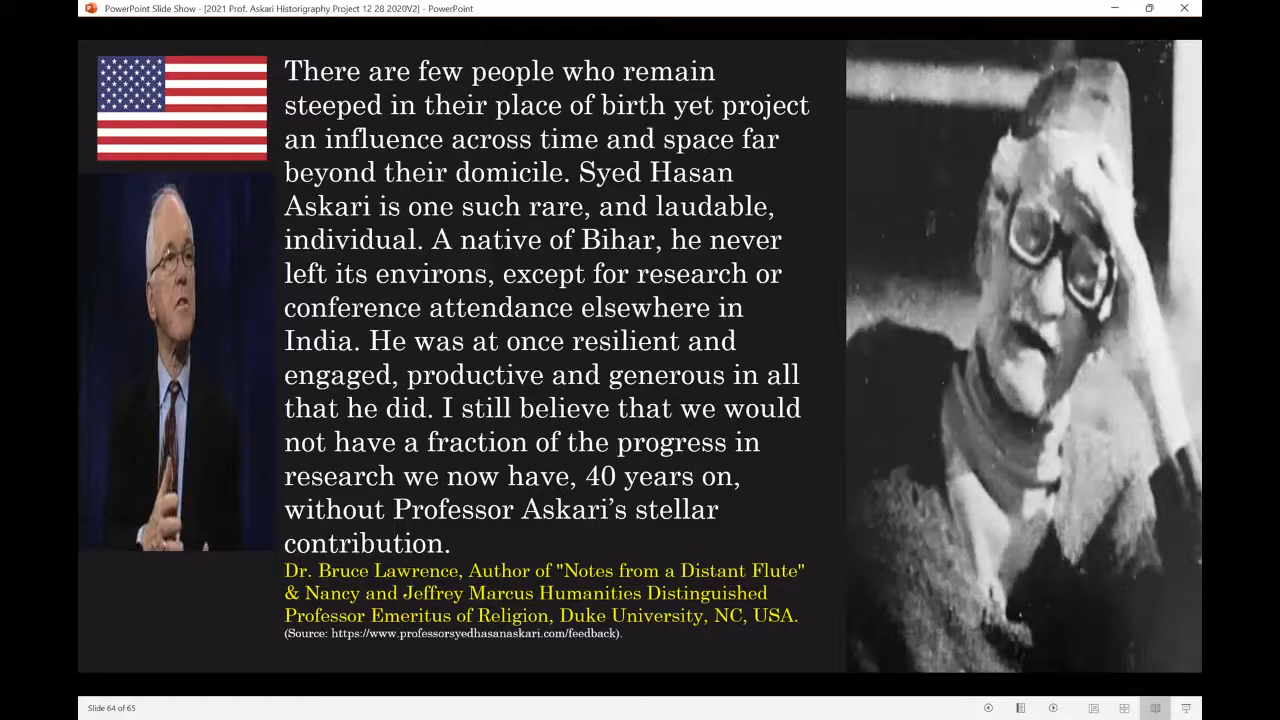 PowerPoint Slide Show - [2021 Prof. Askari Historigraphy Project 12 28 2020V2] - PowerPoint
There are few people who remain
steeped in their place of birth yet project
an influence across time and space far
beyond their domicile. Syed Hasan
Askari is one such rare, and laudable,
individual. A native of Bihar, he never
left its environs, except for research or
conference attendance elsewhere in
India. He was at once resilient and
engaged, productive and generous in all
that he did. I still believe that we would
not have a fraction of the progress in
research we now have, 40 years on,
without Professor Askari’s stellar
contribution.
Dr. Bruce Lawrence, Author of "Notes from a Distant Flute"
& Nancy and Jeffrey Marcus Humanities Distinguished
Professor Emeritus of Religion, Duke University, NC, USA.
(Source: https://www.professorsyedhasanaskari.com/feedback).
Slide 64 of 65